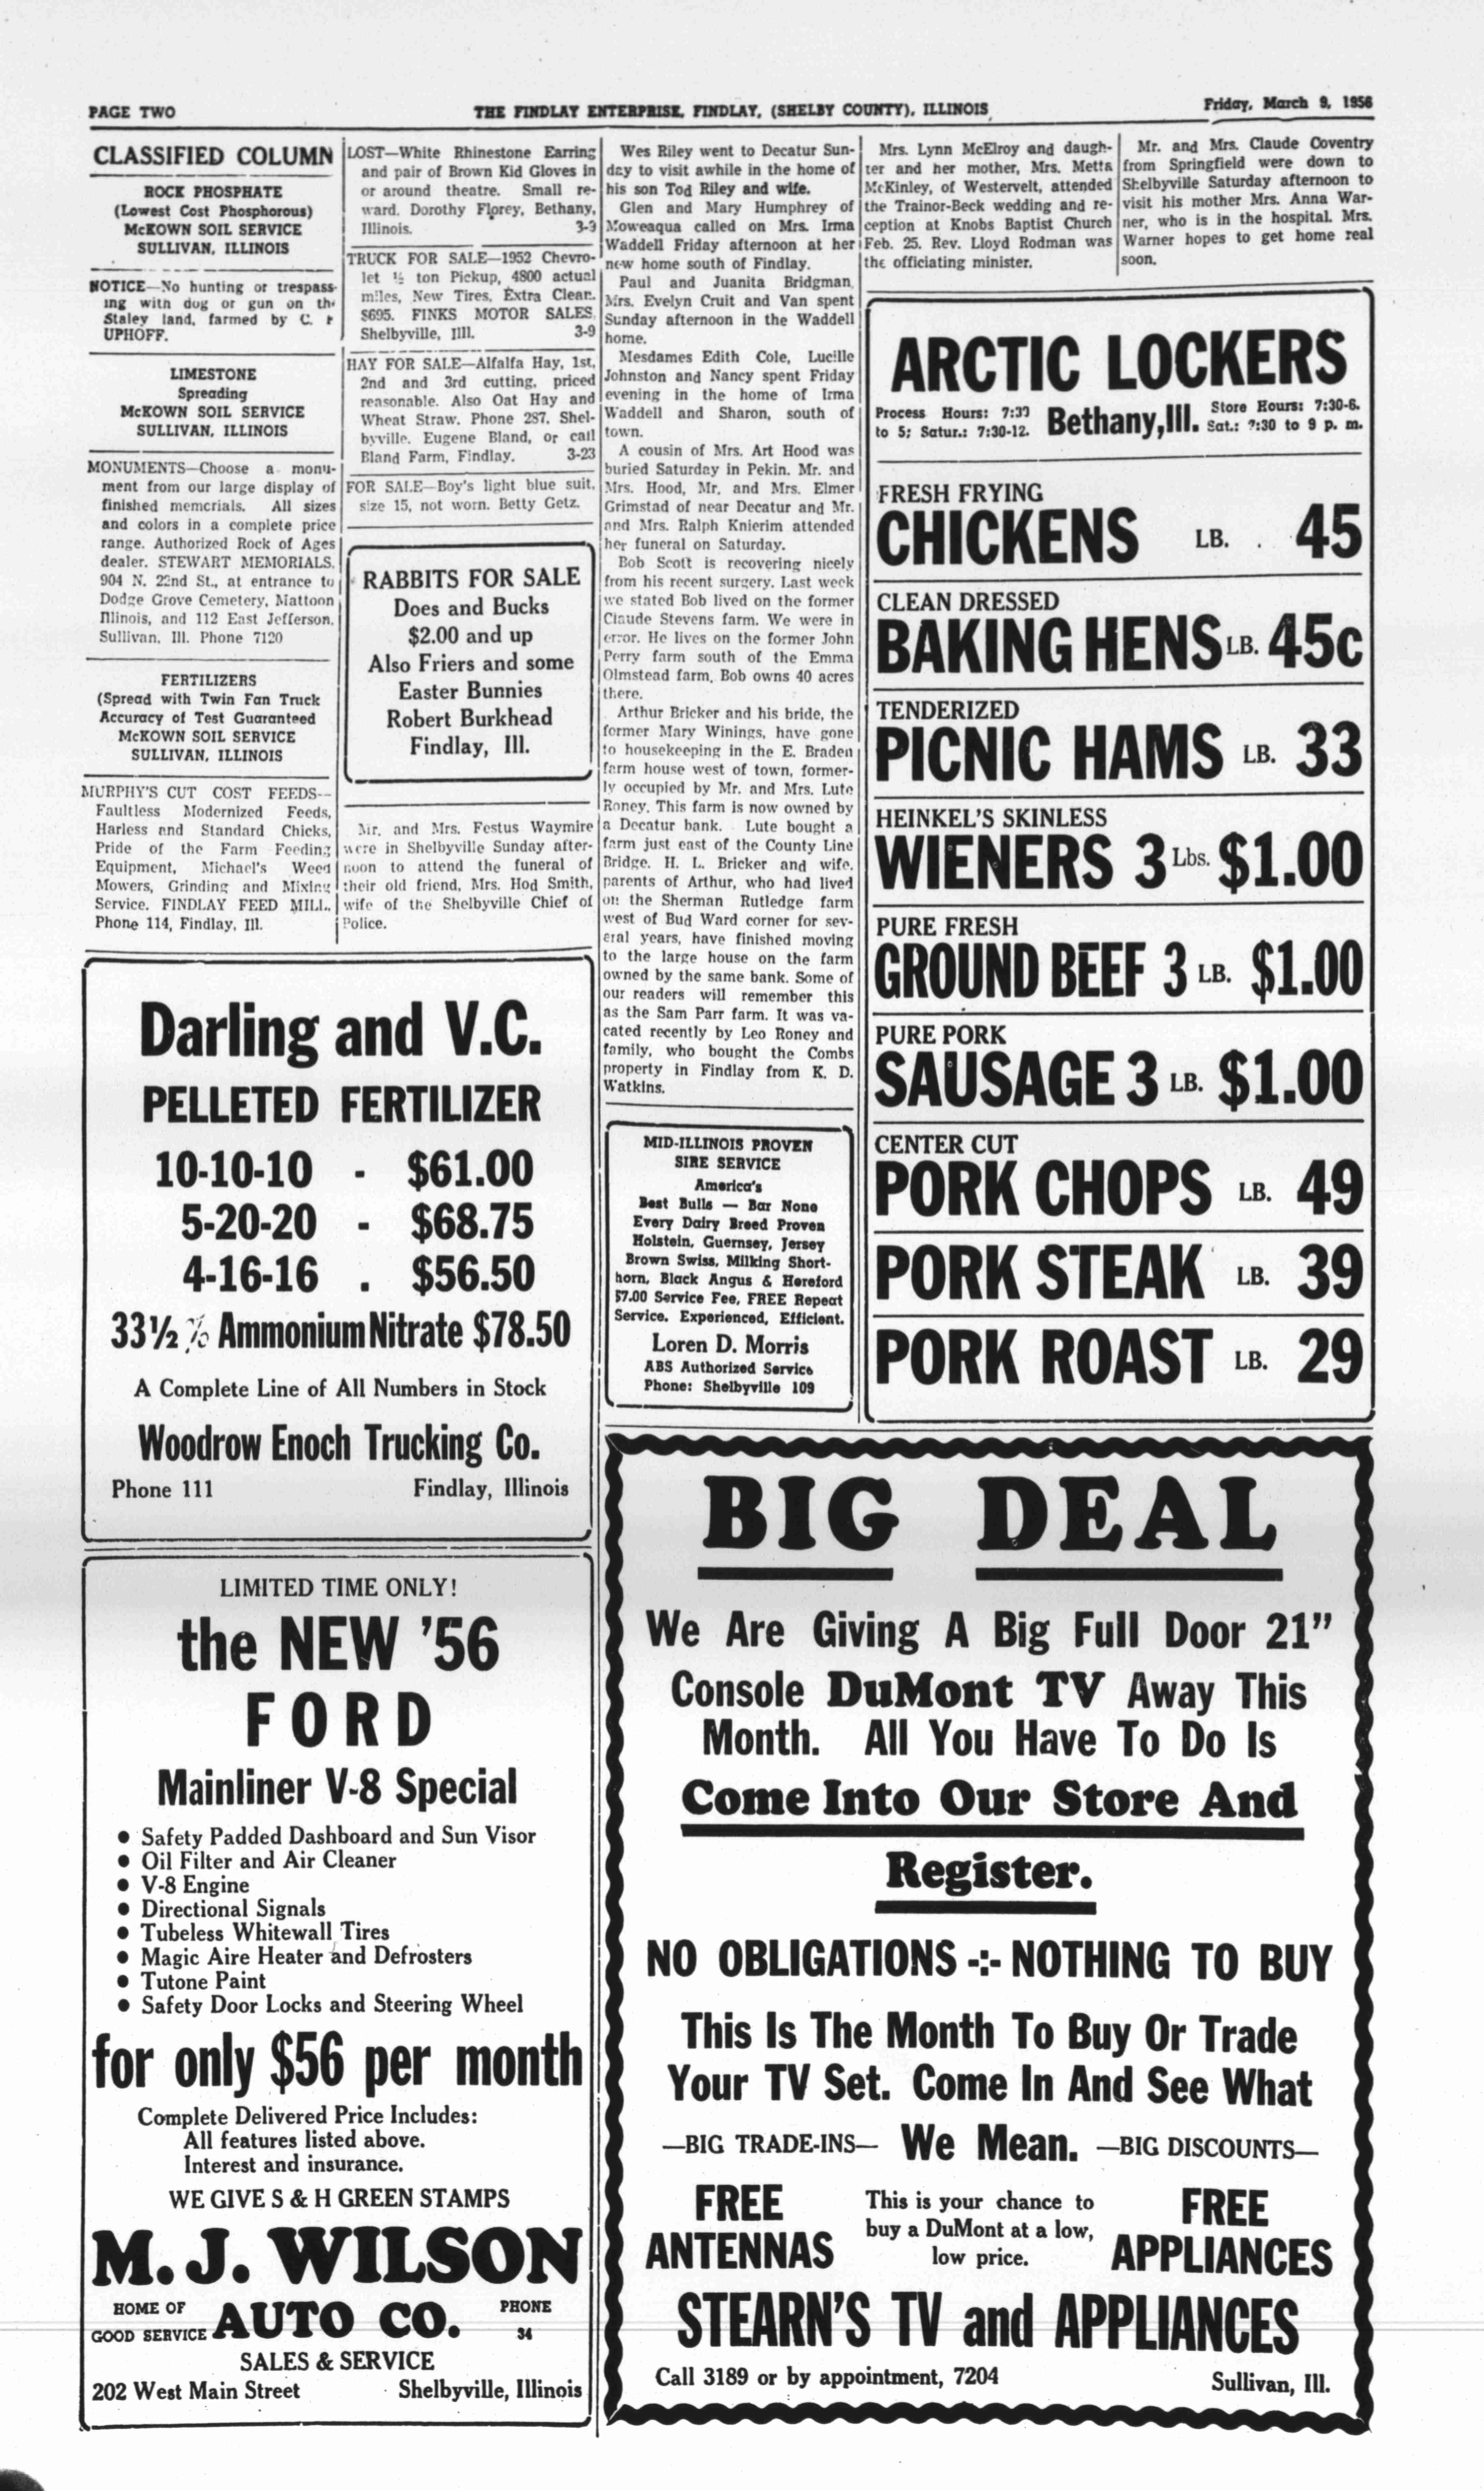 PAGE TWO
THE FINDLAY ENTERPRISE, FINDLAY, (SHELBY COUNTY), ILLINOIS
Friday, March 9, 1956
CLASSIFIED COLUMN
ROCK PHOSPHATE
(Lowest Cost Phosphorous)
McKOWN SOIL SERVICE
SULLIVAN, ILLINOIS
NOTICE—No hunting or trespass-
ing with dog or gun on the
Staley land, farmed by C. F
UPHOFF.
LIMESTONE
Spreading
McKOWN SOIL SERVICE
SULLIVAN, ILLINOIS
MONUMENTS—Choose a monu-
ment from our large display of
finished memorials. All sizes
and colors in a complete price
range. Authorized Rock of Ages
dealer. STEWART MEMORIALS,
904 N. 22nd St., at entrance to
Dodge Grove Cemetery, Mattoon
Illinois, and 112 East Jefferson,
Sullivan, Ill. Phone 7120
FERTILIZERS
(Spread with Twin Fan Truck
Accuracy of Test Guaranteed
McKOWN SOIL SERVICE
SULLIVAN, ILLINOIS
MURPHY'S CUT COST FEEDS--
Faultless Modernized Feeds,
Harless and Standard Chicks,
Pride of the Farm Feeding
Equipment, Michael's Weed
Mowers, Grinding and Mixing
Service. FINDLAY FEED MILL,
Phone 114, Findlay, Ill.
LOST—White Rhinestone Earring
and pair of Brown Kid Gloves in
or around theatre. Small re-
ward. Dorothy Florey, Bethany,
Illinois. 3-9
TRUCK FOR SALE—1952 Chevro-
let ½ ton Pickup, 4800 actual
miles, New Tires, Extra Clean.
$695. FINKS MOTOR SALES,
Shelbyville, Illl. 3-9
HAY FOR SALE—Alfalfa Hay, 1st,
2nd and 3rd cutting, priced
reasonable. Also Oat Hay and
Wheat Straw. Phone 287, Shel-
byville. Eugene Bland, or call
Bland Farm, Findlay. 3-23
FOR SALE—Boy's light blue suit,
size 15, not worn. Betty Getz.
RABBITS FOR SALE
Does and Bucks
$2.00 and up
Also Friers and some
Easter Bunnies
Robert Burkhead
Findlay, Ill.
Mr. and Mrs. Festus Waymire
were in Shelbyville Sunday after-
noon to attend the funeral of
their old friend, Mrs. Hod Smith,
wife of the Shelbyville Chief of
Police.
Wes Riley went to Decatur Sun-
day to visit awhile in the home of
his son Tod Riley and wife.
Glen and Mary Humphrey of
Moweaqua called on Mrs. Irma
Waddell Friday afternoon at her
new home south of Findlay.
Paul and Juanita Bridgman,
Mrs. Evelyn Cruit and Van spent
Sunday afternoon in the Waddell
home.
Mesdames Edith Cole, Lucille
Johnston and Nancy spent Friday
evening in the home of Irma
Waddell and Sharon, south of
town.
A cousin of Mrs. Art Hood was
buried Saturday in Pekin. Mr. and
Mrs. Hood, Mr. and Mrs. Elmer
Grimstad of near Decatur and Mr.
and Mrs. Ralph Knierim attended
her funeral on Saturday.
Bob Scott is recovering nicely
from his recent surgery. Last week
we stated Bob lived on the former
Claude Stevens farm. We were in
error. He lives on the former John
Perry farm south of the Emma
Olmstead farm, Bob owns 40 acres
there.
Arthur Bricker and his bride, the
former Mary Winings, have gone
to housekeeping in the E. Braden
farm house west of town, former-
ly occupied by Mr. and Mrs. Lute
Roney. This farm is now owned by
a Decatur bank. Lute bought a
farm just east of the County Line
Bridge. H. L. Bricker and wife,
parents of Arthur, who had lived
on the Sherman Rutledge farm
west of Bud Ward corner for sev-
eral years, have finished moving
to the large house on the farm
owned by the same bank. Some of
our readers will remember this
as the Sam Parr farm. It was va-
cated recently by Leo Roney and
family, who bought the Combs
property in Findlay from K. D.
Watkins.
Mrs. Lynn McElroy and daugh-
ter and her mother, Mrs. Metta
McKinley, of Westervelt, attended
the Trainor-Beck wedding and re-
ception at Knobs Baptist Church
Feb. 25. Rev. Lloyd Rodman was
the officiating minister.
Mr. and Mrs. Claude Coventry
from Springfield were down to
Shelbyville Saturday afternoon to
visit his mother Mrs. Anna War-
ner, who is in the hospital. Mrs.
Warner hopes to get home real
soon.
ARCTIC LOCKERS
Process Hours: 7:30
to 5; Satur.: 7:30-12.
Bethany, Ill.
Store Hours: 7:30-6.
Sat.: 7:30 to 9 p. m.
FRESH FRYING
CHICKENS LB. . 45
CLEAN DRESSED
BAKING HENS LB. 45c
TENDERIZED
PICNIC HAMS LB. 33
HEINKEL'S SKINLESS
WIENERS 3 Lbs. $1.00
PURE FRESH
GROUND BEEF 3 LB. $1.00
PURE PORK
SAUSAGE 3 LB. $1.00
CENTER CUT
PORK CHOPS LB. 49
PORK STEAK LB. 39
PORK ROAST LB. 29
MID-ILLINOIS PROVEN
SIRE SERVICE
America's
Best Bulls — Bar None
Every Dairy Breed Proven
Holstein, Guernsey, Jersey
Brown Swiss, Milking Short-
horn, Black Angus & Hereford
$7.00 Service Fee, FREE Repeat
Service. Experienced, Efficient.
Loren D. Morris
ABS Authorized Service
Phone: Shelbyville 109
Darling and V.C.
PELLETED FERTILIZER
10-10-10 - $61.00
5-20-20 - $68.75
4-16-16 . $56.50
33½% Ammonium Nitrate $78.50
A Complete Line of All Numbers in Stock
Woodrow Enoch Trucking Co.
Phone 111 Findlay, Illinois
LIMITED TIME ONLY!
the NEW '56
FORD
Mainliner V-8 Special
• Safety Padded Dashboard and Sun Visor
• Oil Filter and Air Cleaner
• V-8 Engine
• Directional Signals
• Tubeless Whitewall Tires
• Magic Aire Heater and Defrosters
• Tutone Paint
• Safety Door Locks and Steering Wheel
for only $56 per month
Complete Delivered Price Includes:
All features listed above.
Interest and insurance.
WE GIVE S & H GREEN STAMPS
M. J. WILSON
HOME OF
GOOD SERVICE
AUTO CO.
PHONE
34
SALES & SERVICE
202 West Main Street Shelbyville, Illinois
BIG DEAL
We Are Giving A Big Full Door 21"
Console DuMont TV Away This
Month. All You Have To Do Is
Come Into Our Store And
Register.
NO OBLIGATIONS -:- NOTHING TO BUY
This Is The Month To Buy Or Trade
Your TV Set. Come In And See What
—BIG TRADE-INS— We Mean. —BIG DISCOUNTS—
FREE
ANTENNAS
This is your chance to
buy a DuMont at a low,
low price.
FREE
APPLIANCES
STEARN'S TV and APPLIANCES
Call 3189 or by appointment, 7204
Sullivan, Ill.